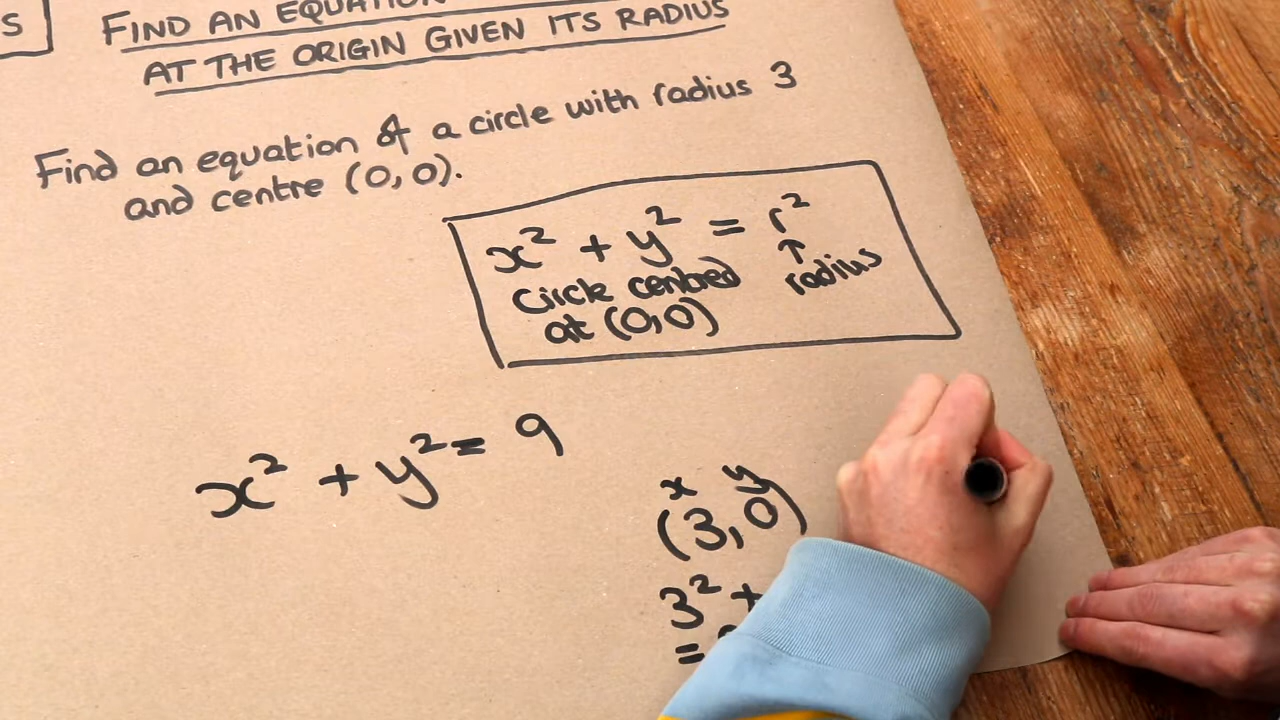 S
FIND AN EQUATION
AT THE ORIGIN GIVEN ITS RADIUS
Find an equation of a circle with radius 3
and centre (0,0).
x² + y² = r²
↑
circle centred radius
at (0,0)
x² + y² = 9
x y
(3,0)
3² +
=